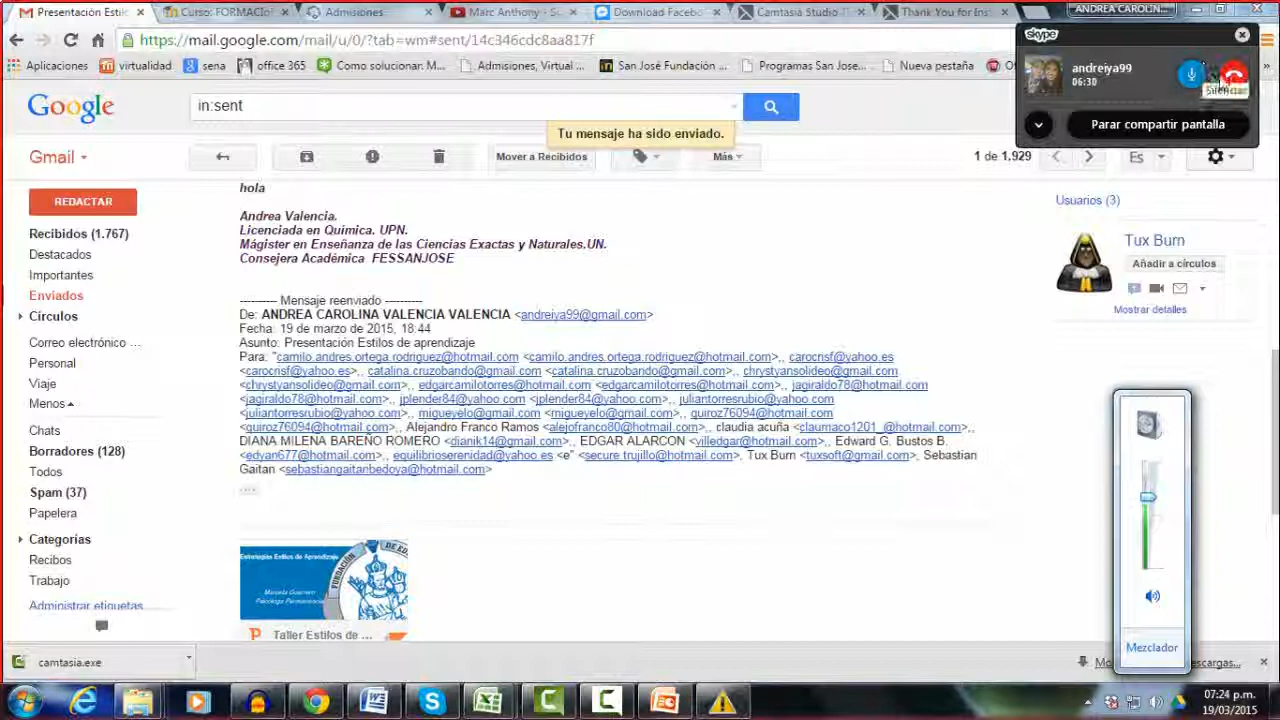 Presentación Estilo
Curso: FORMACIó
Admisiones
Marc Anthony - S
Download Faceb
Camtasia Studio
Thank You for Ins
ANDREA CAROLIN...
https://mail.google.com/mail/ /?tab=wm#sent/14c346cdc8aa817f
Aplicaciones
virtualidad
sena
office 365
Como solucionar: M...
Admisiones, Virtual ...
San José Fundación ...
Programas San Jose...
Nueva pestaña
»
skype
andreiya99
06:30
Silenciar
Parar compartir pantalla
Google
in:sent
Tu mensaje ha sido enviado.
Gmail
Mover a Recibidos
Más
1 de 1.929
Es
REDACTAR
Recibidos (1.767)
Destacados
Importantes
Enviados
Círculos
Correo electrónico ...
Personal
Viaje
Menos
Chats
Borradores (128)
Todos
Spam (37)
Papelera
Categorías
Recibos
Trabajo
Administrar etiquetas
hola
Andrea Valencia.
Licenciada en Química. UPN.
Mágister en Enseñanza de las Ciencias Exactas y Naturales.UN.
Consejera Académica FESSANJOSE
---------- Mensaje reenviado ----------
De: ANDREA CAROLINA VALENCIA VALENCIA <andreiya99@gmail.com>
Fecha: 19 de marzo de 2015, 18:44
Asunto: Presentación Estilos de aprendizaje
Para: "camilo.andres.ortega.rodriguez@hotmail.com <camilo.andres.ortega.rodriguez@hotmail.com>,, carocrisf@yahoo.es
<carocrisf@yahoo.es>,, catalina.cruzobando@gmail.com <catalina.cruzobando@gmail.com>,, chrystyansolideo@gmail.com
<chrystyansolideo@gmail.com>,, edgarcamilotorres@hotmail.com <edgarcamilotorres@hotmail.com>,, jagiraldo78@hotmail.com
<jagiraldo78@hotmail.com>,, jplender84@yahoo.com <jplender84@yahoo.com>,, juliantorresrubio@yahoo.com
<juliantorresrubio@yahoo.com>,, migueyelo@gmail.com <migueyelo@gmail.com>,, quiroz76094@hotmail.com
<quiroz76094@hotmail.com>,, Alejandro Franco Ramos <alejofranco80@hotmail.com>, claudia acuña <claumaco1201_@hotmail.com>,,
DIANA MILENA BAREÑO ROMERO <dianik14@gmail.com>,, EDGAR ALARCON <villedgar@hotmail.com>, Edward G. Bustos B.
<edyan677@hotmail.com>,, equilibrioserenidad@yahoo.es <e" <secure.trujillo@hotmail.com>, Tux Burn <tuxsoft@gmail.com>, Sebastian
Gaitan <sebastiangaitanbedoya@hotmail.com>
...
Estrategias Estilos de Aprendizaje
Manuela Guerrero
FUNDACIÓN
DE ED
Taller Estilos de ...
Usuarios (3)
Tux Burn
Añadir a círculos
Mostrar detalles
Mezclador
camtasia.exe
Mo
escargas...
07:24 p.m.
19/03/2015